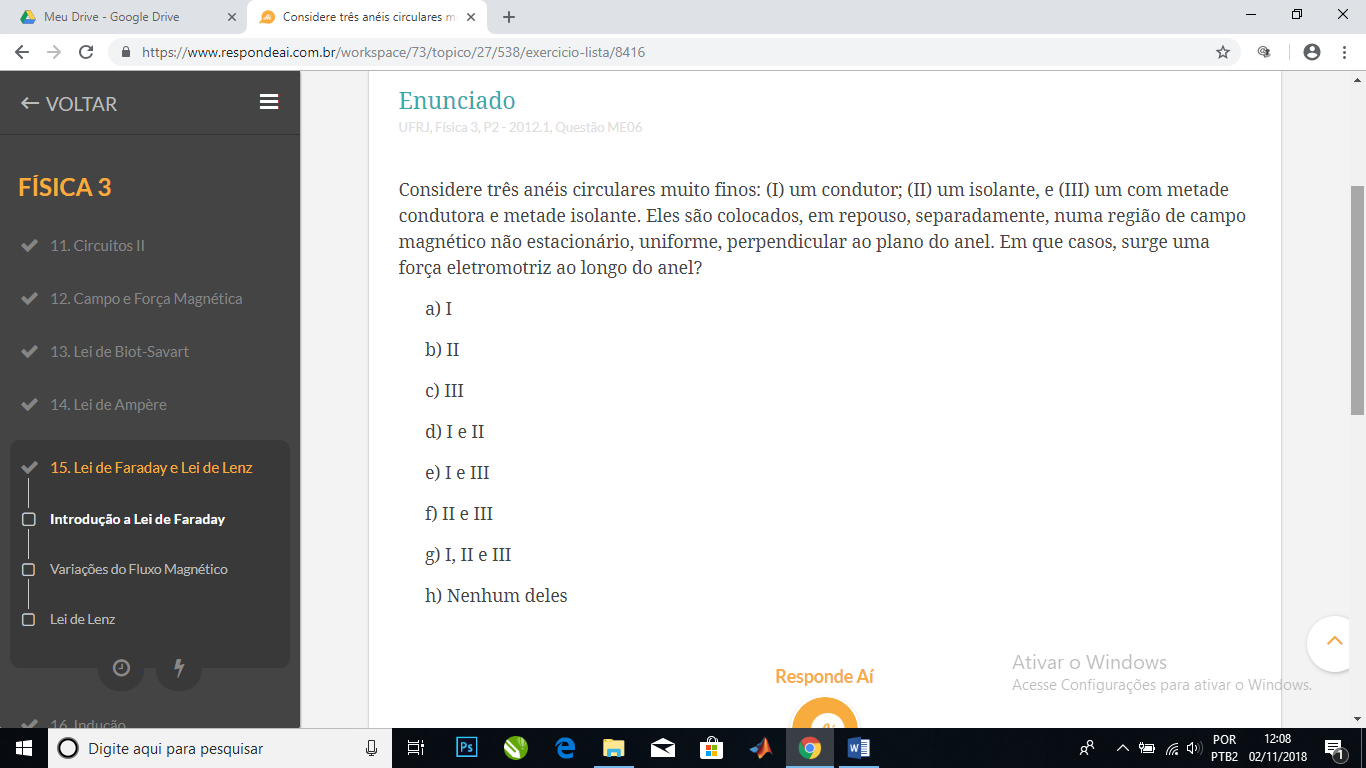 Meu Drive - Google Drive
Considere três anéis circulares m
https://www.respondeai.com.br/workspace/73/topico/27/538/exercicio-lista/8416
VOLTAR
FÍSICA 3
11. Circuitos II
12. Campo e Força Magnética
13. Lei de Biot-Savart
14. Lei de Ampère
15. Lei de Faraday e Lei de Lenz
Introdução a Lei de Faraday
Variações do Fluxo Magnético
Lei de Lenz
16. Indução
Enunciado
UFRJ, Física 3, P2 - 2012.1, Questão ME06
Considere três anéis circulares muito finos: (I) um condutor; (II) um isolante, e (III) um com metade
condutora e metade isolante. Eles são colocados, em repouso, separadamente, numa região de campo
magnético não estacionário, uniforme, perpendicular ao plano do anel. Em que casos, surge uma
força eletromotriz ao longo do anel?
a) I
b) II
c) III
d) I e II
e) I e III
f) II e III
g) I, II e III
h) Nenhum deles
Responde Aí
Ativar o Windows
Acesse Configurações para ativar o Windows.
Digite aqui para pesquisar
Ps
POR
PTB2
12:08
02/11/2018
1